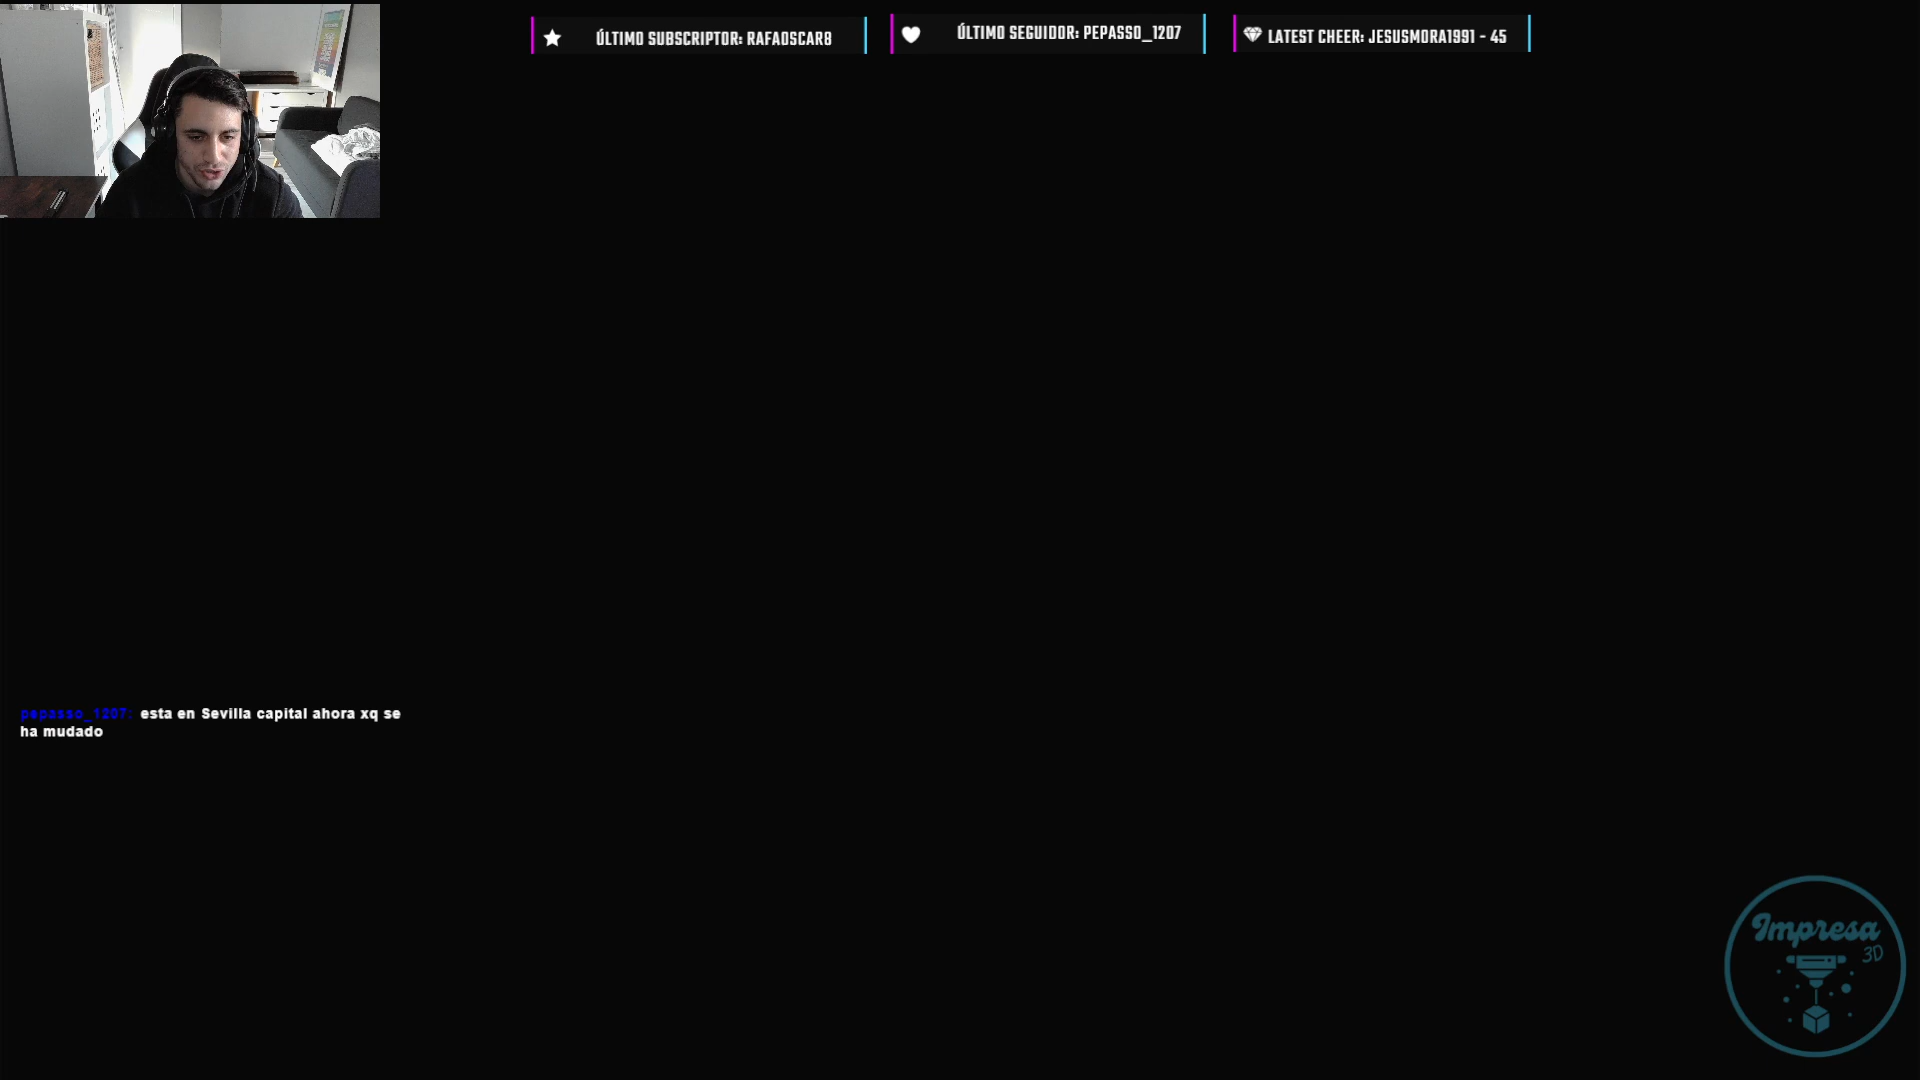 ÚLTIMO SUBSCRIPTOR: RAFAOSCAR8
ÚLTIMO SEGUIDOR: PEPASSO_1207
LATEST CHEER: JESUSMORA1991 - 45
pepasso_1207: esta en Sevilla capital ahora xq se
ha mudado
Impresa
3D